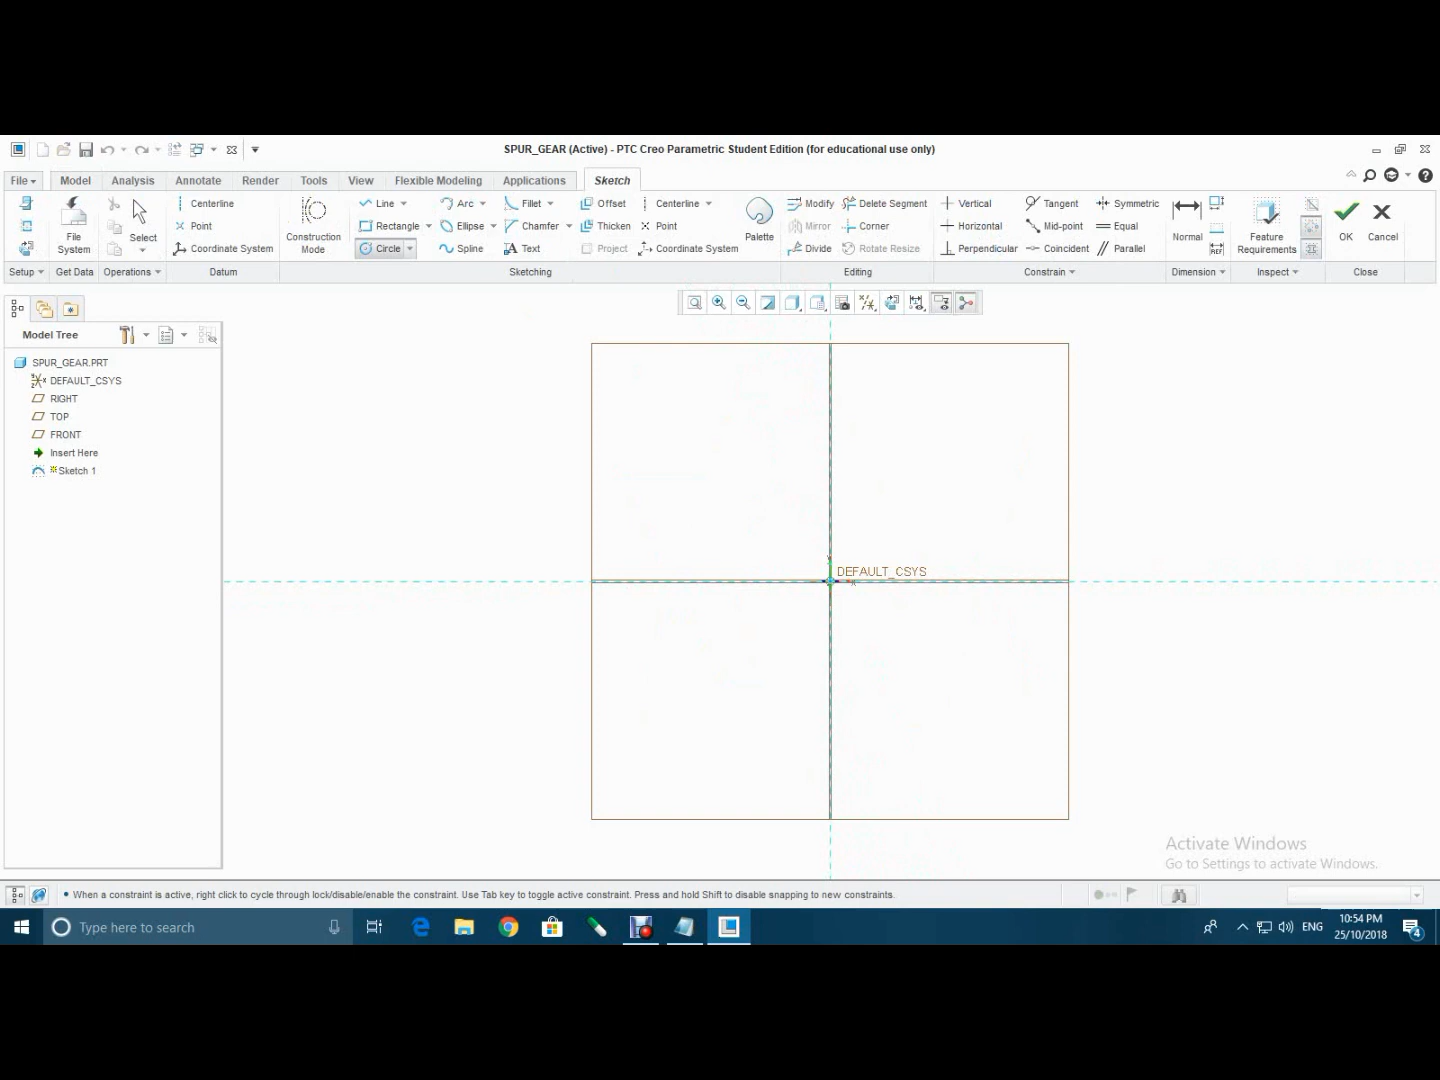 SPUR_GEAR (Active) - PTC Creo Parametric Student Edition (for educational use only)
File Model Analysis Annotate Render Tools View Flexible Modeling Applications Sketch
Centerline Line Arc Fillet Offset Centerline Modify Delete Segment Vertical Tangent Symmetric
Point Rectangle Ellipse Chamfer Thicken Point Mirror Corner Horizontal Mid-point Equal
Coordinate System Circle Spline Text Project Coordinate System Divide Rotate Resize Perpendicular Coincident Parallel
File System Select Construction Mode Palette Normal Feature Requirements OK Cancel
REF
Setup Get Data Operations Datum Sketching Editing Constrain Dimension Inspect Close
Model Tree
SPUR_GEAR.PRT
DEFAULT_CSYS
RIGHT
TOP
FRONT
Insert Here
Sketch 1
Y
DEFAULT_CSYS
X
Activate Windows
Go to Settings to activate Windows.
When a constraint is active, right click to cycle through lock/disable/enable the constraint. Use Tab key to toggle active constraint. Press and hold Shift to disable snapping to new constraints.
Type here to search
ENG
10:54 PM
25/10/2018
4